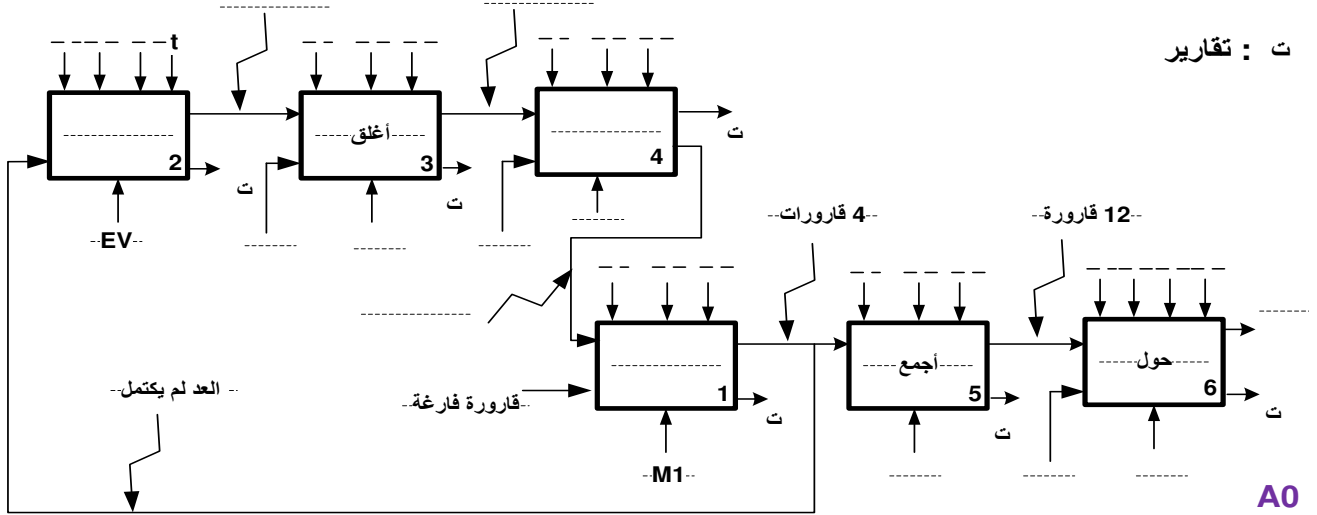 ت : تقارير
t
2
ت
EV
أغلق
3
ت
4
ت
4 قارورات
12 قارورة
1
ت
قارورة فارغة
M1
أجمع
5
ت
حول
6
ت
العد لم يكتمل
A0